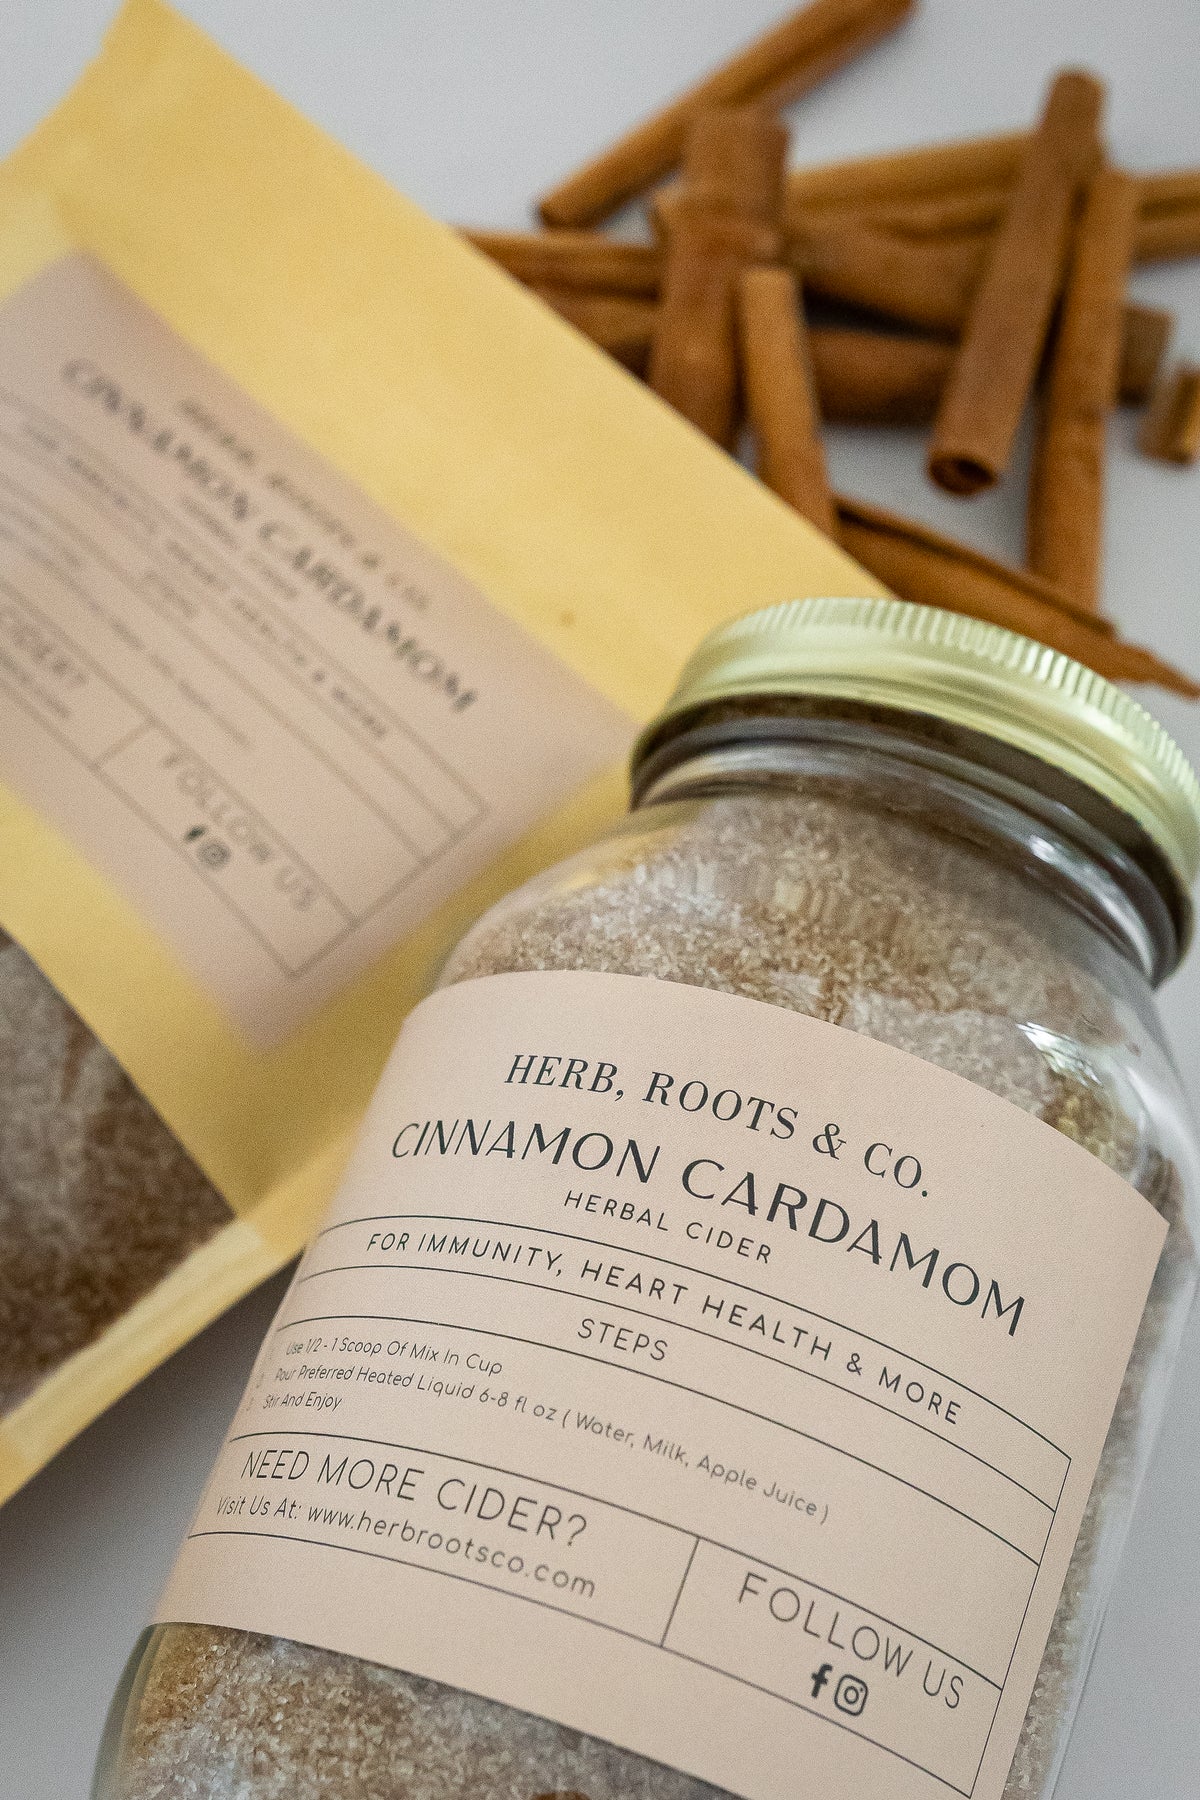 HERB, ROOTS & CO.
CINNAMON CARDAMOM
HERBAL CIDER
FOR IMMUNITY, HEART HEALTH & MORE
STEPS
Use 1/2 - 1 Scoop Of Mix In Cup
Pour Preferred Heated Liquid 6-8 fl oz ( Water, Milk, Apple Juice )
Stir And Enjoy
NEED MORE CIDER?
Visit Us At: www.herbrootsco.com
FOLLOW US
CINNAMON CARDAMOM
FOLLOW US